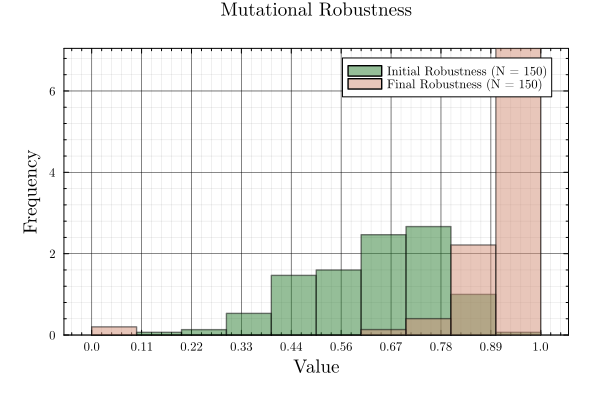 Mutational Robustness
Initial Robustness (N = 150)
Final Robustness (N = 150)
Frequency
6
4
2
0
0.0 0.11 0.22 0.33 0.44 0.56 0.67 0.78 0.89 1.0
Value